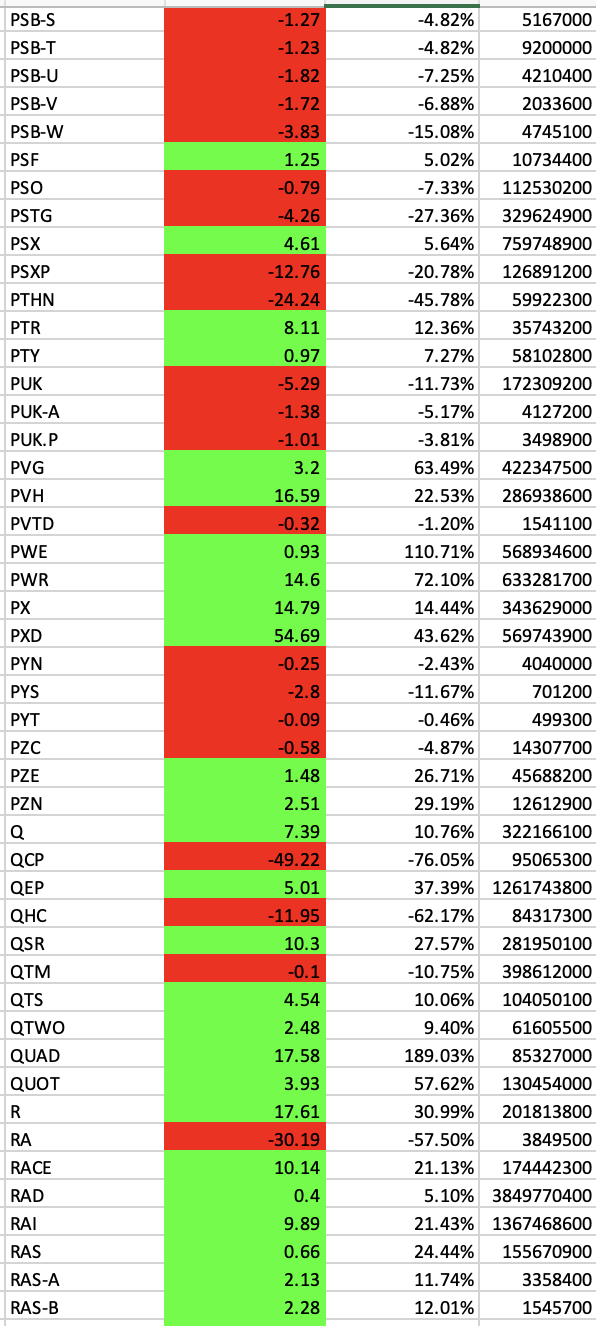 PSB-S -1.27 -4.82% 5167000
PSB-T -1.23 -4.82% 9200000
PSB-U -1.82 -7.25% 4210400
PSB-V -1.72 -6.88% 2033600
PSB-W -3.83 -15.08% 4745100
PSF 1.25 5.02% 10734400
PSO -0.79 -7.33% 112530200
PSTG -4.26 -27.36% 329624900
PSX 4.61 5.64% 759748900
PSXP -12.76 -20.78% 126891200
PTHN -24.24 -45.78% 59922300
PTR 8.11 12.36% 35743200
PTY 0.97 7.27% 58102800
PUK -5.29 -11.73% 172309200
PUK-A -1.38 -5.17% 4127200
PUK.P -1.01 -3.81% 3498900
PVG 3.2 63.49% 422347500
PVH 16.59 22.53% 286938600
PVTD -0.32 -1.20% 1541100
PWE 0.93 110.71% 568934600
PWR 14.6 72.10% 633281700
PX 14.79 14.44% 343629000
PXD 54.69 43.62% 569743900
PYN -0.25 -2.43% 4040000
PYS -2.8 -11.67% 701200
PYT -0.09 -0.46% 499300
PZC -0.58 -4.87% 14307700
PZE 1.48 26.71% 45688200
PZN 2.51 29.19% 12612900
Q 7.39 10.76% 322166100
QCP -49.22 -76.05% 95065300
QEP 5.01 37.39% 1261743800
QHC -11.95 -62.17% 84317300
QSR 10.3 27.57% 281950100
QTM -0.1 -10.75% 398612000
QTS 4.54 10.06% 104050100
QTWO 2.48 9.40% 61605500
QUAD 17.58 189.03% 85327000
QUOT 3.93 57.62% 130454000
R 17.61 30.99% 201813800
RA -30.19 -57.50% 3849500
RACE 10.14 21.13% 174442300
RAD 0.4 5.10% 3849770400
RAI 9.89 21.43% 1367468600
RAS 0.66 24.44% 155670900
RAS-A 2.13 11.74% 3358400
RAS-B 2.28 12.01% 1545700